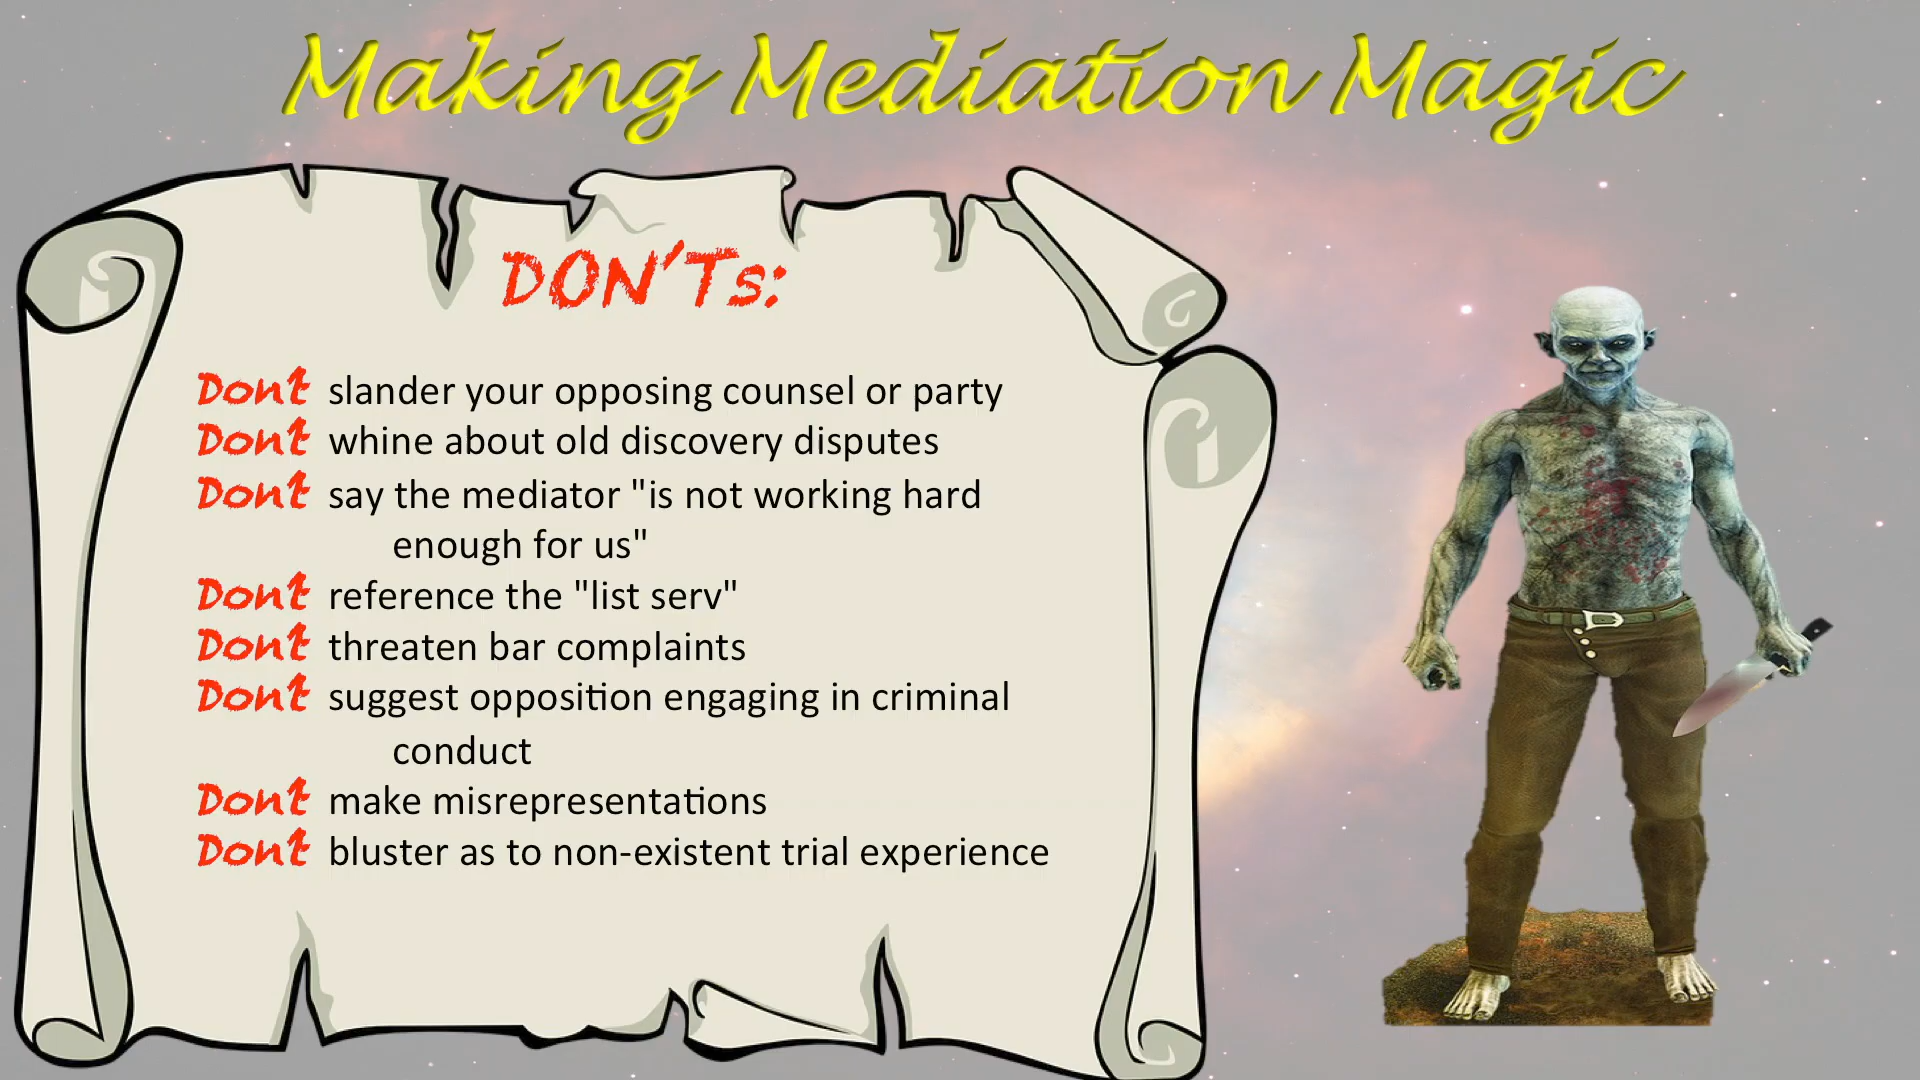 Making Mediation Magic
DON'Ts:
Dont slander your opposing counsel or party
Dont whine about old discovery disputes
Dont say the mediator "is not working hard
enough for us"
Dont reference the "list serv"
Dont threaten bar complaints
Dont suggest opposition engaging in criminal
conduct
Dont make misrepresentations
Dont bluster as to non-existent trial experience